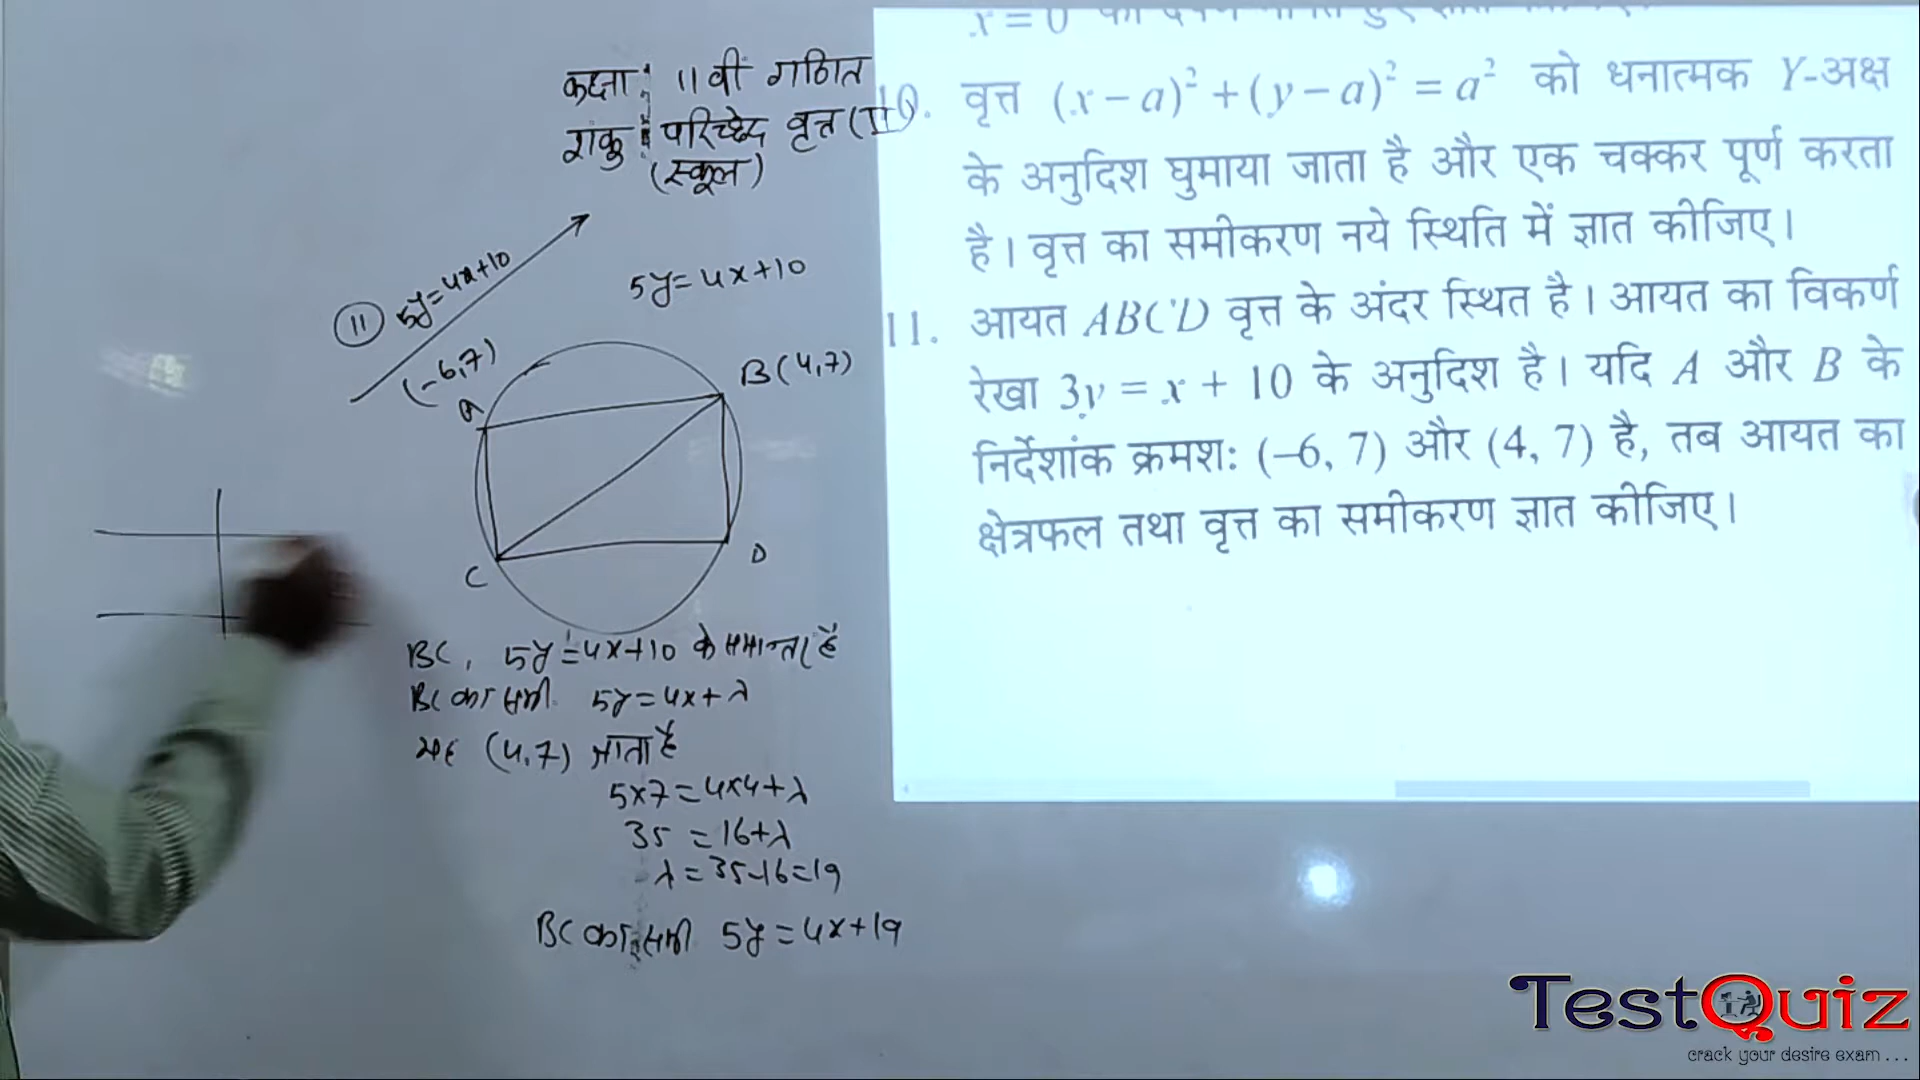 कक्षा: 11वी गणित
शंकु परिच्छेद वृत्त (II)
(स्कूल)
11 5y=4x+10
5y=4x+10
(-6,7)
A
B(4,7)
C
D
BC, 5y=4x+10 के समान्तर है
BC का समी. 5y=4x+λ
यह (4,7) जाता है
5x7=4x4+λ
35 =16+λ
λ=35-16=19
BC का समी 5y=4x+19
10. वृत्त (x – a)² + (y – a)² = a² को धनात्मक Y-अक्ष
के अनुदिश घुमाया जाता है और एक चक्कर पूर्ण करता
है। वृत्त का समीकरण नये स्थिति में ज्ञात कीजिए।
11. आयत ABCD वृत्त के अंदर स्थित है। आयत का विकर्ण
रेखा 3y = x + 10 के अनुदिश है। यदि A और B के
निर्देशांक क्रमशः (–6, 7) और (4, 7) है, तब आयत का
क्षेत्रफल तथा वृत्त का समीकरण ज्ञात कीजिए।
TestQuiz
crack your desire exam ...